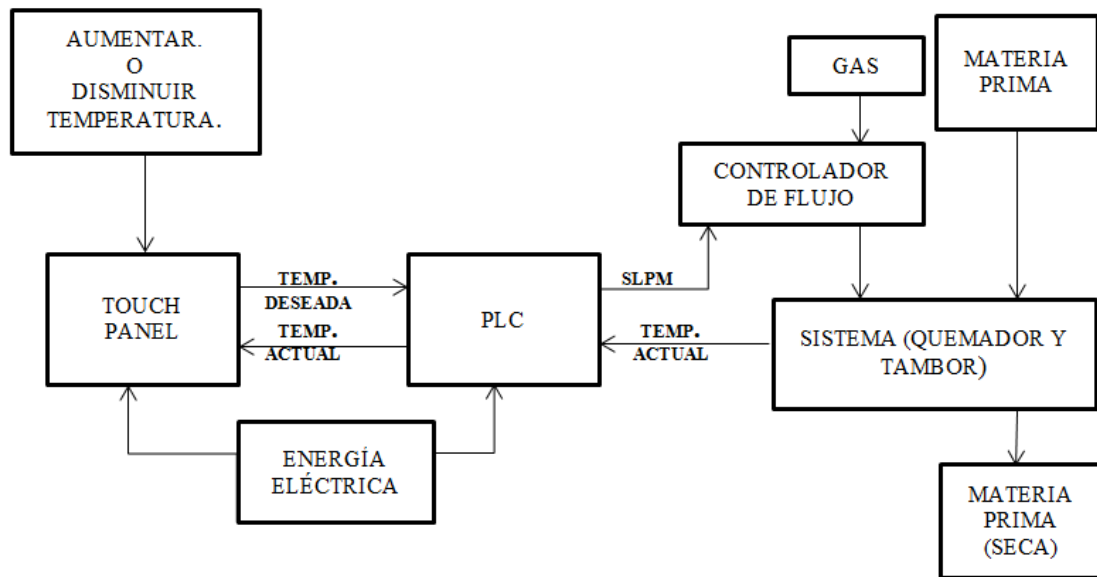 AUMENTAR.
O
DISMINUIR
TEMPERATURA.
GAS
MATERIA
PRIMA
CONTROLADOR
DE FLUJO
TOUCH
PANEL
TEMP.
DESEADA
TEMP.
ACTUAL
PLC
SLPM
TEMP.
ACTUAL
SISTEMA (QUEMADOR Y
TAMBOR)
ENERGÍA
ELÉCTRICA
MATERIA
PRIMA
(SECA)